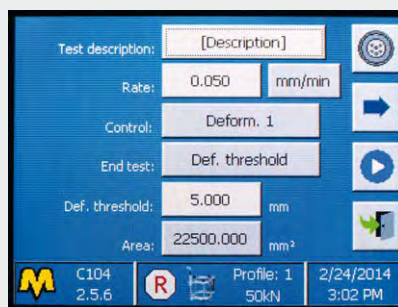 Test description: [Description]
Rate: 0.050 mm/min
Control: Deform. 1
End test: Def. threshold
Def. threshold: 5.000 mm
Area: 22500.000 mm²
C104 R Profile: 1 2/24/2014
2.5.6 50kN 3:02 PM